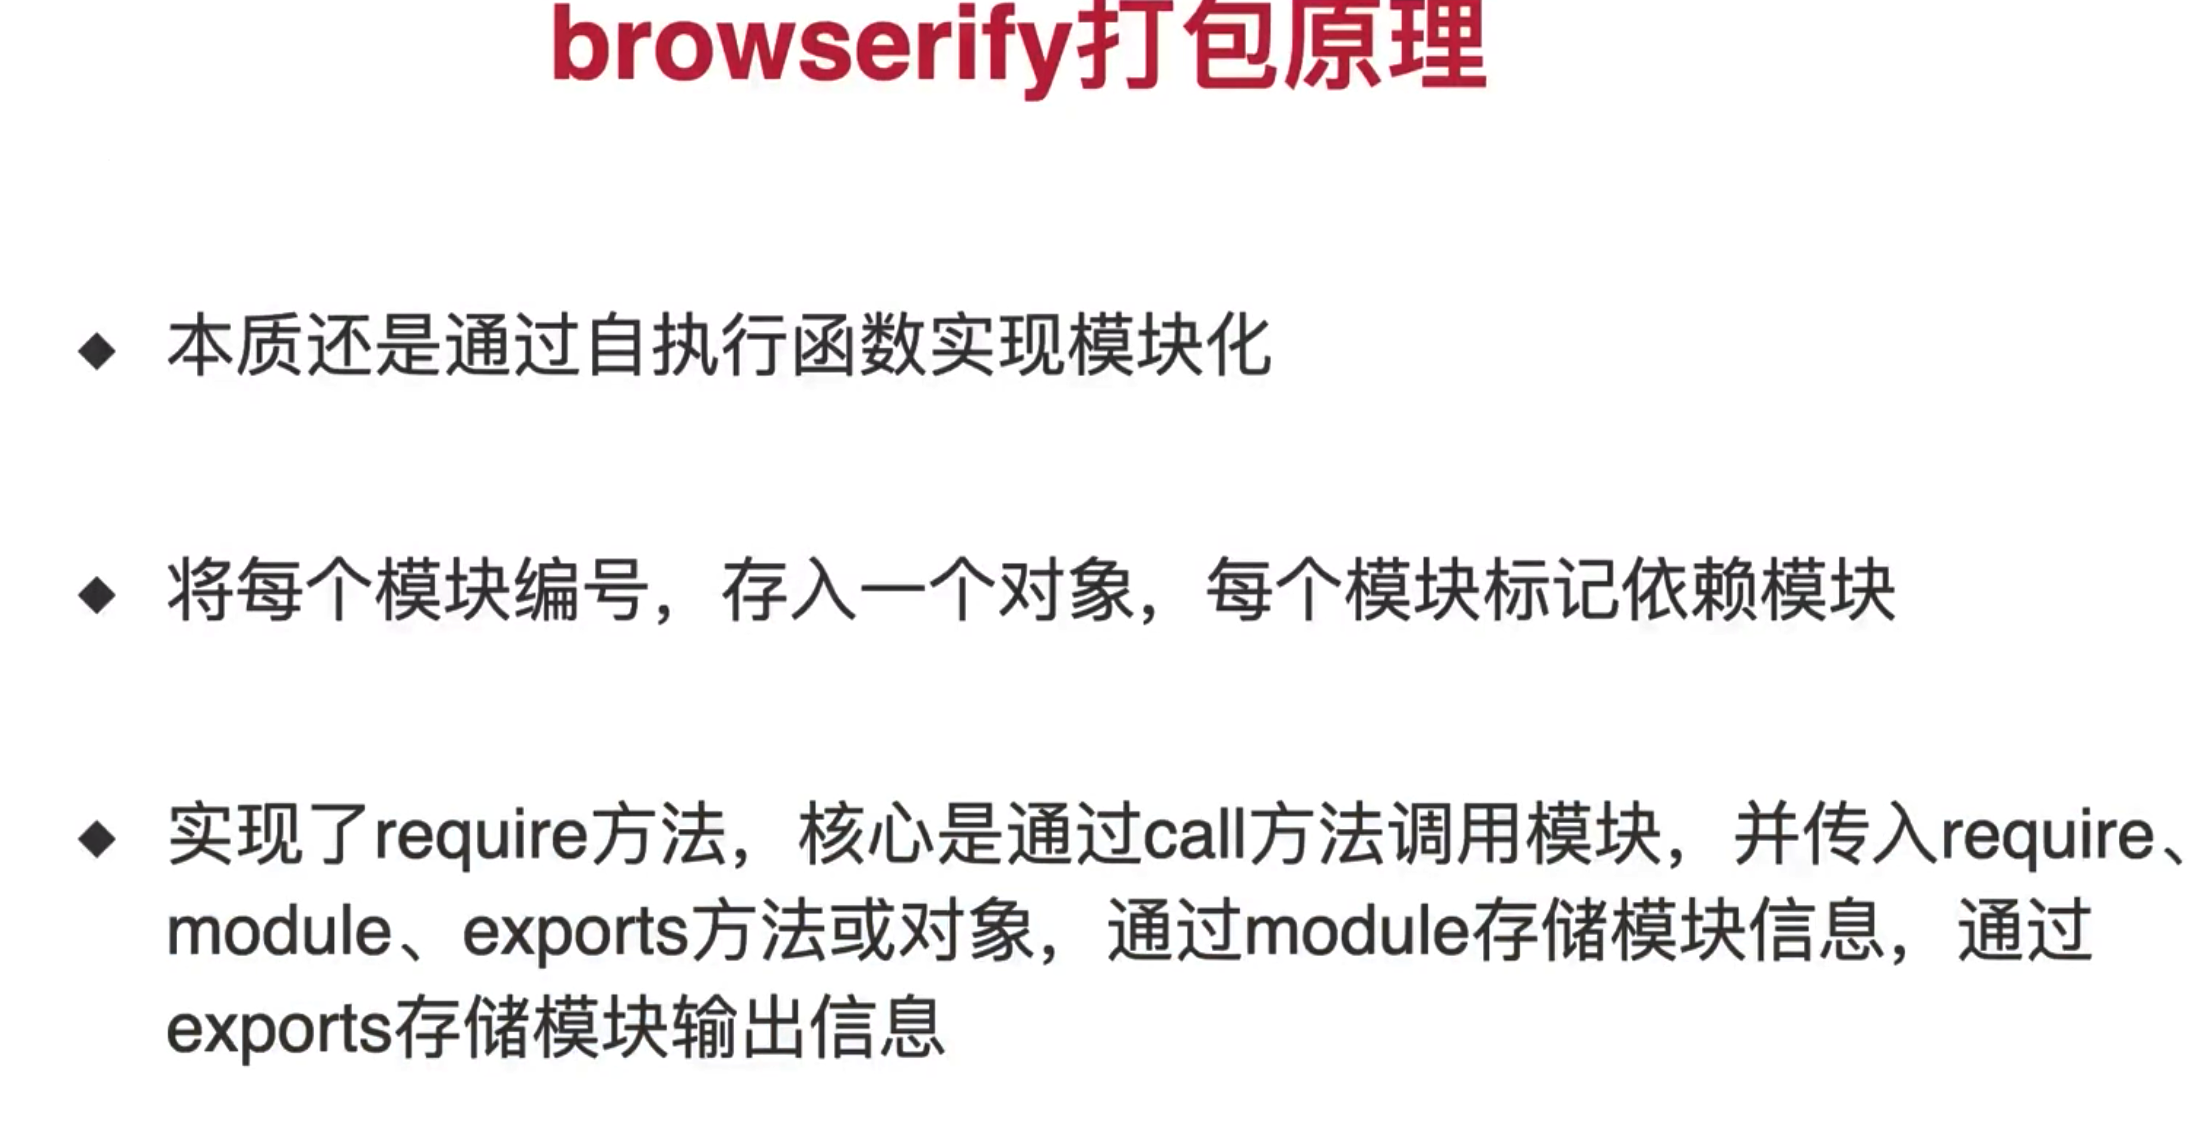 browserify打包原理
◆ 本质还是通过自执行函数实现模块化
◆ 将每个模块编号，存入一个对象，每个模块标记依赖模块
◆ 实现了require方法，核心是通过call方法调用模块，并传入require、
module、exports方法或对象，通过module存储模块信息，通过
exports存储模块输出信息